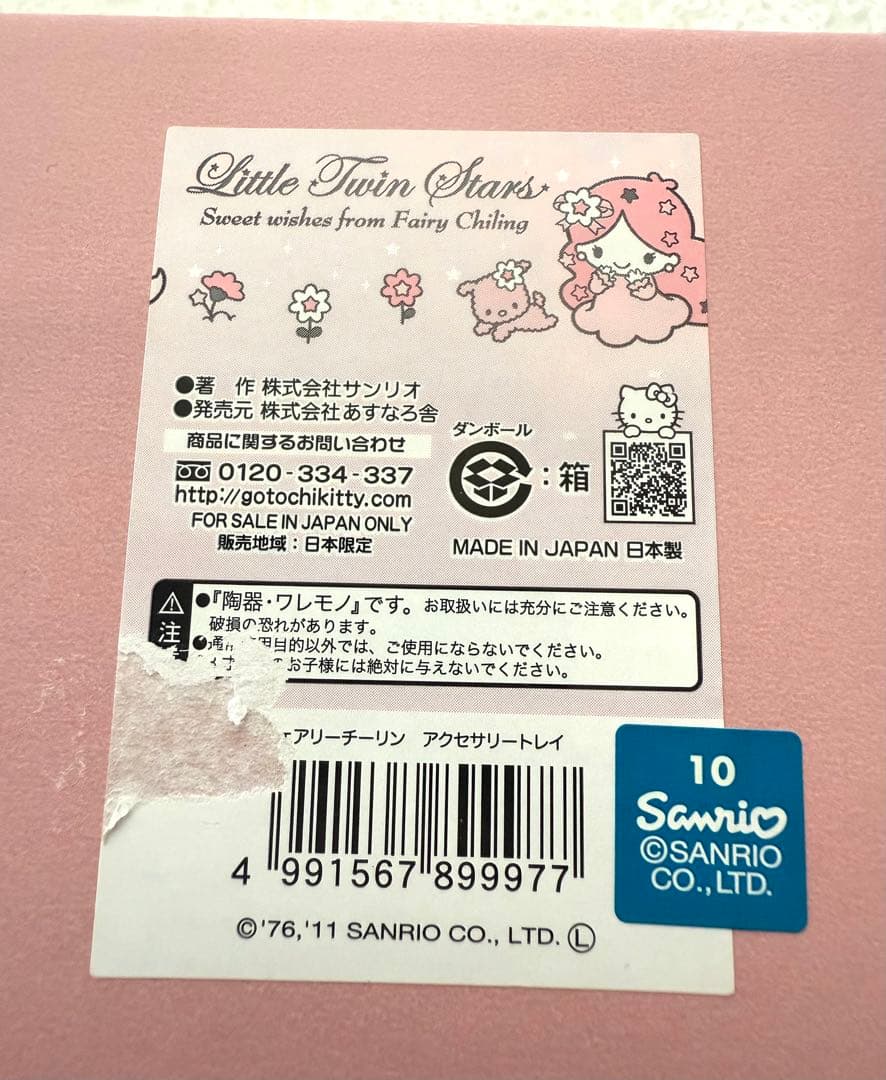 Little Twin Stars
Sweet wishes from Fairy Chiling
●著 作 株式会社サンリオ
●発売元 株式会社あすなろ舎
商品に関するお問い合わせ
0120-334-337
http://gotochikitty.com
FOR SALE IN JAPAN ONLY
販売地域：日本限定
ダンボール
：箱
MADE IN JAPAN 日本製
注
●『陶器・ワレモノ』です。お取扱いには充分にご注意ください。
破損の恐れがあります。
用目的以外では、ご使用にならないでください。
のお子様には絶対に与えないでください。
ェアリーチーリン アクセサリートレイ
4 991567 899977
©'76,'11 SANRIO CO., LTD. Ⓛ
10
Sanrio
©SANRIO
CO.,LTD.